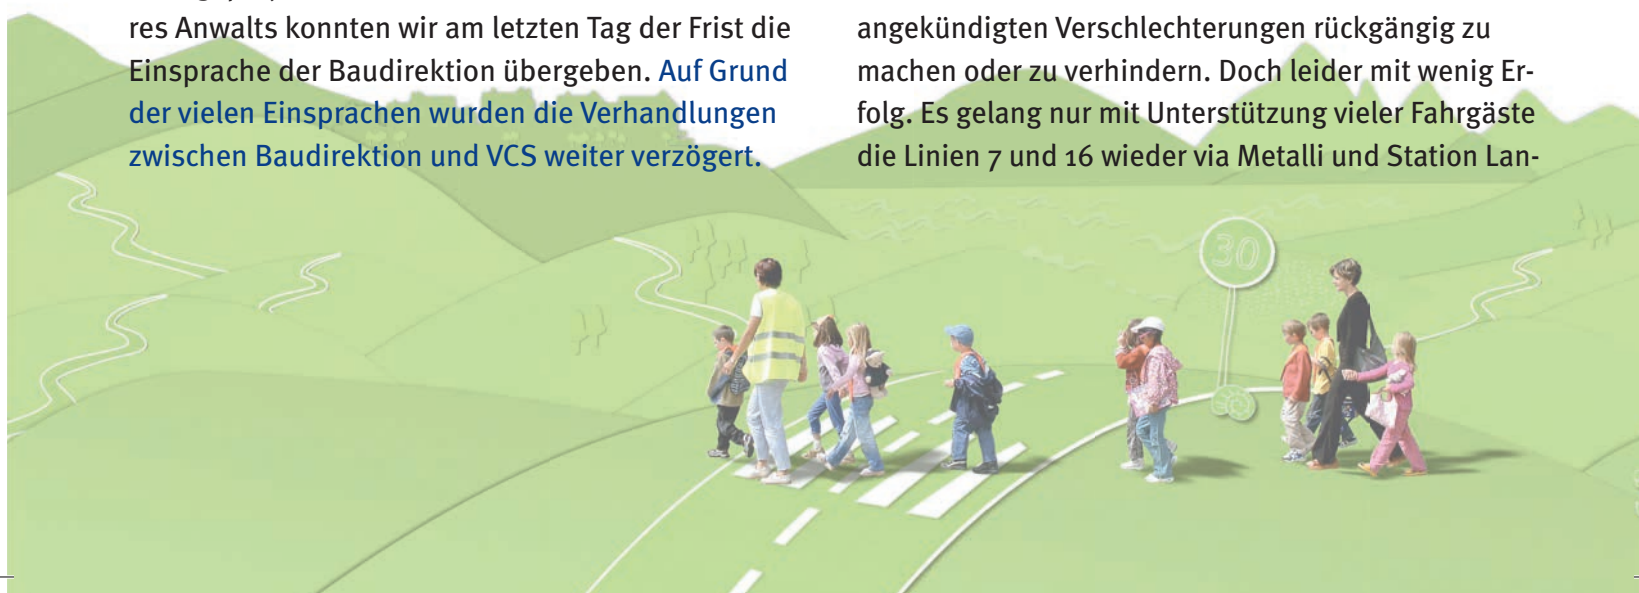 res Anwalts konnten wir am letzten Tag der Frist die
Einsprache der Baudirektion übergeben. Auf Grund
der vielen Einsprachen wurden die Verhandlungen
zwischen Baudirektion und VCS weiter verzögert.
angekündigten Verschlechterungen rückgängig zu
machen oder zu verhindern. Doch leider mit wenig Er-
folg. Es gelang nur mit Unterstützung vieler Fahrgäste
die Linien 7 und 16 wieder via Metalli und Station Lan-
30